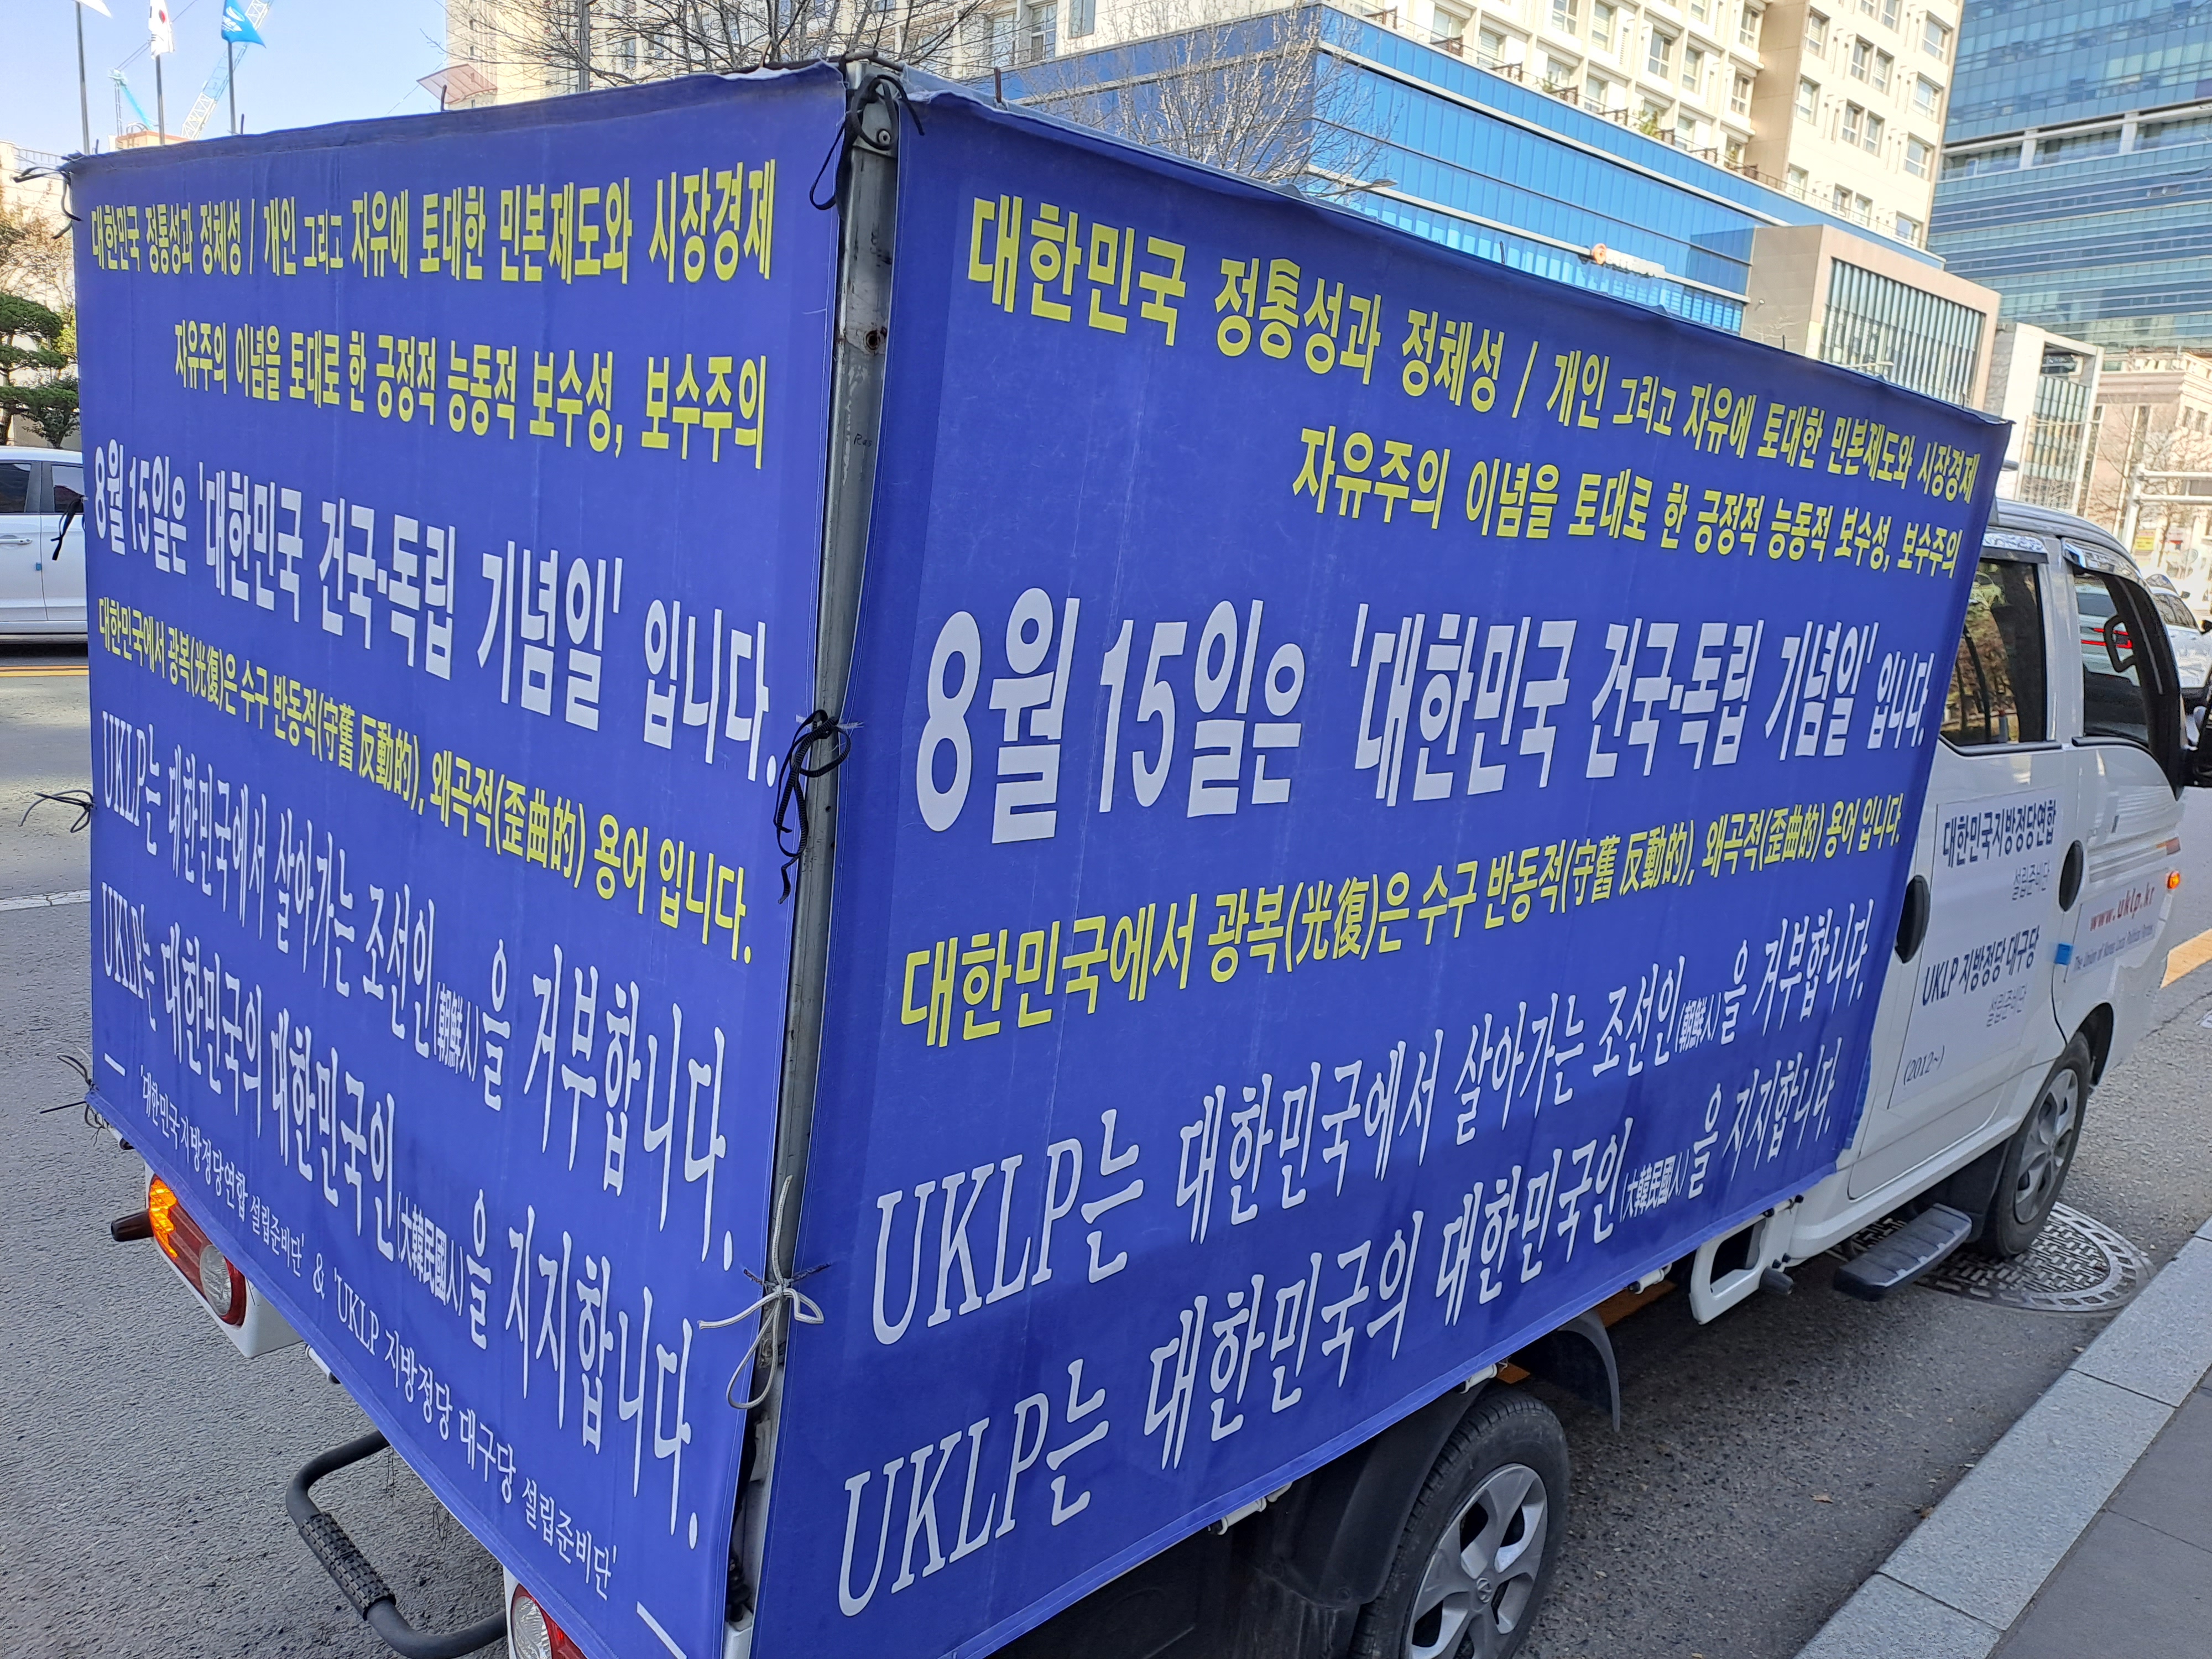 대한민국 정통성과 정체성 / 개인 그리고 자유에 토대한 민본제도와 시장경제
자유주의 이념을 토대로 한 긍정적 능동적 보수성, 보수주의
8월 15일은 '대한민국 건국·독립 기념일' 입니다.
대한민국에서 광복(光復)은 수구 반동적(守舊 反動的), 왜곡적(歪曲的) 용어 입니다.
UKLP는 대한민국에서 살아가는 조선인(朝鮮人)을 거부합니다.
UKLP는 대한민국의 대한민국인(大韓民國人)을 지지합니다.
— '대한민국지방정당연합 설립준비단' & 'UKLP 지방정당 대구당 설립준비단' —
대한민국 정통성과 정체성 / 개인 그리고 자유에 토대한 민본제도와 시장경제
자유주의 이념을 토대로 한 긍정적 능동적 보수성, 보수주의
8월 15일은 '대한민국 건국·독립 기념일' 입니다.
대한민국에서 광복(光復)은 수구 반동적(守舊 反動的), 왜곡적(歪曲的) 용어 입니다.
UKLP는 대한민국에서 살아가는 조선인(朝鮮人)을 거부합니다.
UKLP는 대한민국의 대한민국인(大韓民國人)을 지지합니다.
대한민국지방정당연합
설립준비단
UKLP 지방정당 대구당
설립준비단
(2012~)
www.uklp.kr
The Union of Korea Local Parties